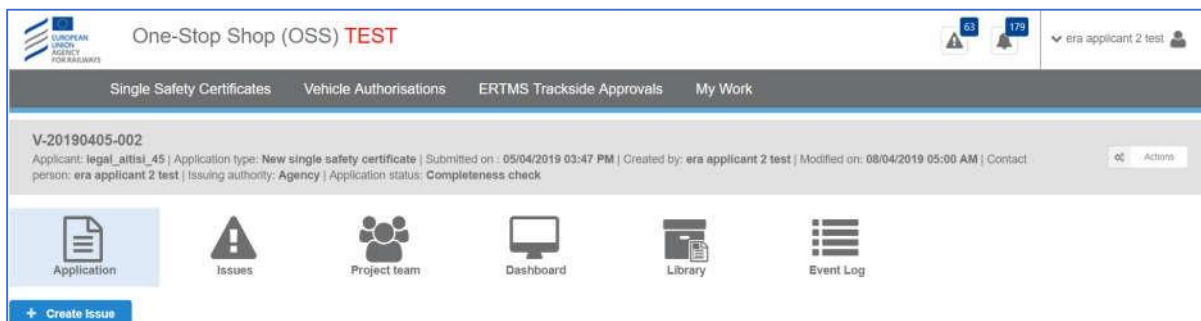 EUROPEAN
UNION
AGENCY
FOR RAILWAYS
One-Stop Shop (OSS) TEST
63
179
era applicant 2 test
Single Safety Certificates Vehicle Authorisations ERTMS Trackside Approvals My Work
V-20190405-002
Applicant: legal_aitisi_45 | Application type: New single safety certificate | Submitted on : 05/04/2019 03:47 PM | Created by: era applicant 2 test | Modified on: 08/04/2019 05:00 AM | Contact
person: era applicant 2 test | Issuing authority: Agency | Application status: Completeness check
Actions
Application Issues Project team Dashboard Library Event Log
+ Create Issue